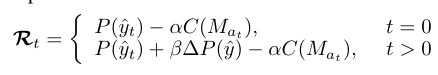 𝓡_t = { P(ŷ_t) − αC(M_{a_t}), t = 0
P(ŷ_t) + βΔP(ŷ) − αC(M_{a_t}), t > 0